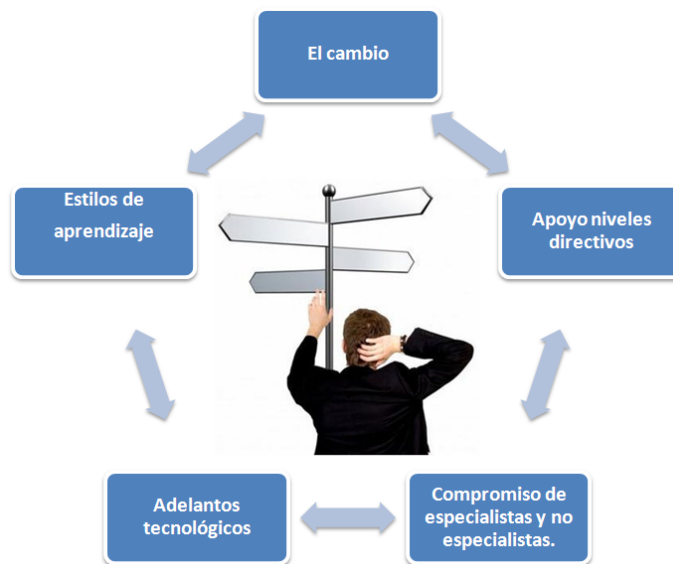 El cambio
Estilos de
aprendizaje
Apoyo niveles
directivos
Adelantos
tecnológicos
Compromiso de
especialistas y no
especialistas.